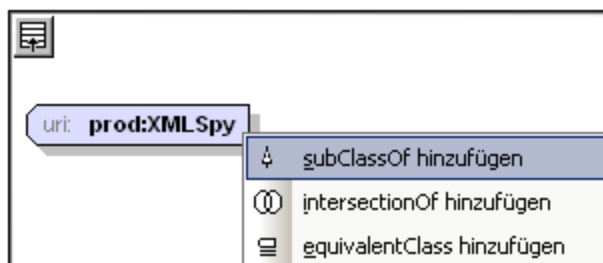 uri: prod:XMLSpy
subClassOf hinzufügen
intersectionOf hinzufügen
equivalentClass hinzufügen